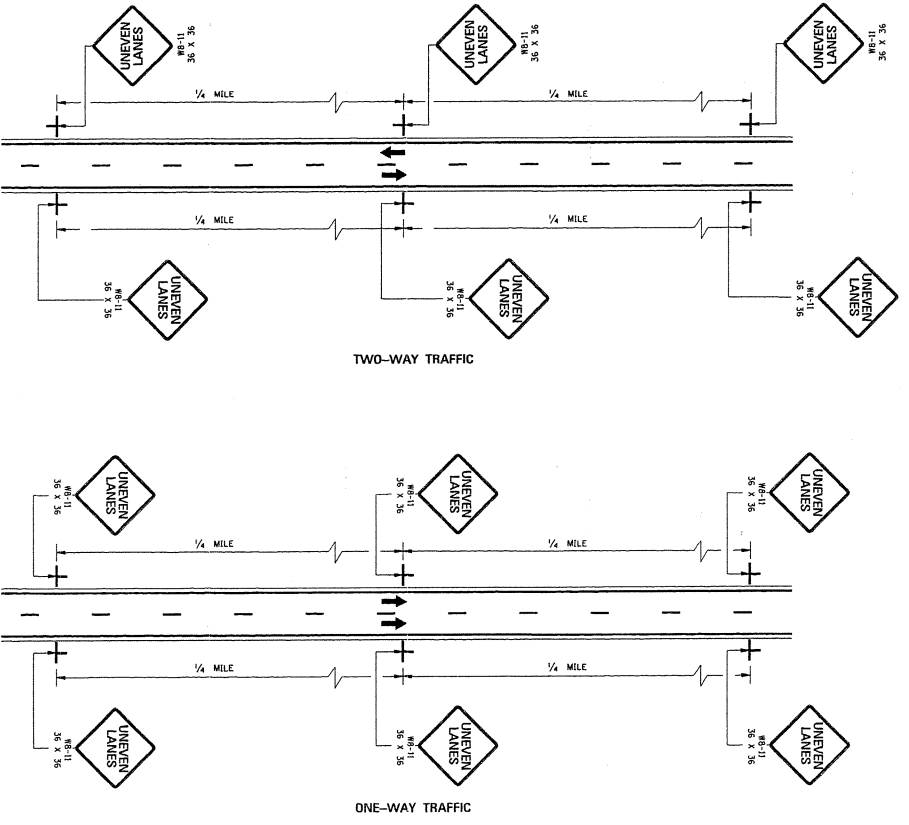 UNEVEN
LANES
W8-11
36 X 36
UNEVEN
LANES
W8-11
36 X 36
UNEVEN
LANES
W8-11
36 X 36
1/4 MILE
1/4 MILE
1/4 MILE
1/4 MILE
W8-11
36 X 36
UNEVEN
LANES
W8-11
36 X 36
UNEVEN
LANES
W8-11
36 X 36
UNEVEN
LANES
TWO-WAY TRAFFIC
W8-11
36 X 36
UNEVEN
LANES
W8-11
36 X 36
UNEVEN
LANES
W8-11
36 X 36
UNEVEN
LANES
1/4 MILE
1/4 MILE
1/4 MILE
1/4 MILE
W8-11
36 X 36
UNEVEN
LANES
W8-11
36 X 36
UNEVEN
LANES
W8-11
36 X 36
UNEVEN
LANES
ONE-WAY TRAFFIC